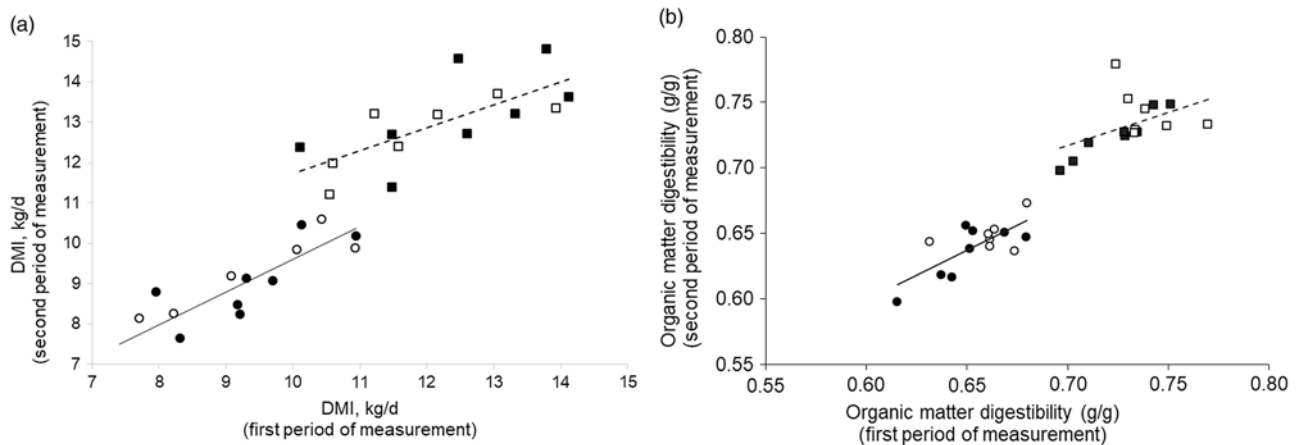 (a)
DMI, kg/d
(second period of measurement)
15
14
13
12
11
10
9
8
7
7 8 9 10 11 12 13 14 15
DMI, kg/d
(first period of measurement)
(b)
Organic matter digestibility (g/g)
(second period of measurement)
0.80
0.75
0.70
0.65
0.60
0.55
0.55 0.60 0.65 0.70 0.75 0.80
Organic matter digestibility (g/g)
(first period of measurement)